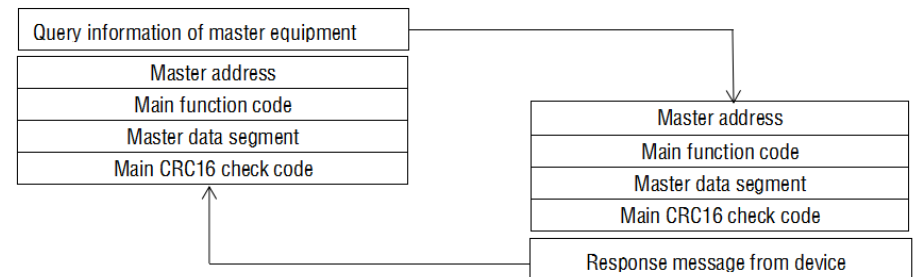 Query information of master equipment
Master address
Main function code
Master data segment
Main CRC16 check code
Master address
Main function code
Master data segment
Main CRC16 check code
Response message from device